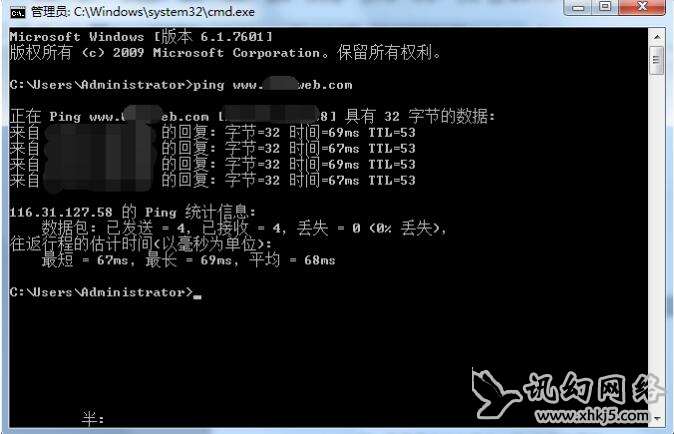 管理员: C:\Windows\system32\cmd.exe
Microsoft Windows [版本 6.1.7601]
版权所有 (c) 2009 Microsoft Corporation。保留所有权利。
C:\Users\Administrator>ping www. web.com
正在 Ping www. eb.com [ 8] 具有 32 字节的数据:
来自 的回复: 字节=32 时间=69ms TTL=53
来自 的回复: 字节=32 时间=67ms TTL=53
来自 的回复: 字节=32 时间=69ms TTL=53
来自 的回复: 字节=32 时间=67ms TTL=53
116.31.127.58 的 Ping 统计信息:
数据包: 已发送 = 4, 已接收 = 4, 丢失 = 0 (0% 丢失),
往返行程的估计时间(以毫秒为单位):
最短 = 67ms, 最长 = 69ms, 平均 = 68ms
C:\Users\Administrator>_
半:
讯幻网络
www.xhkj5.com